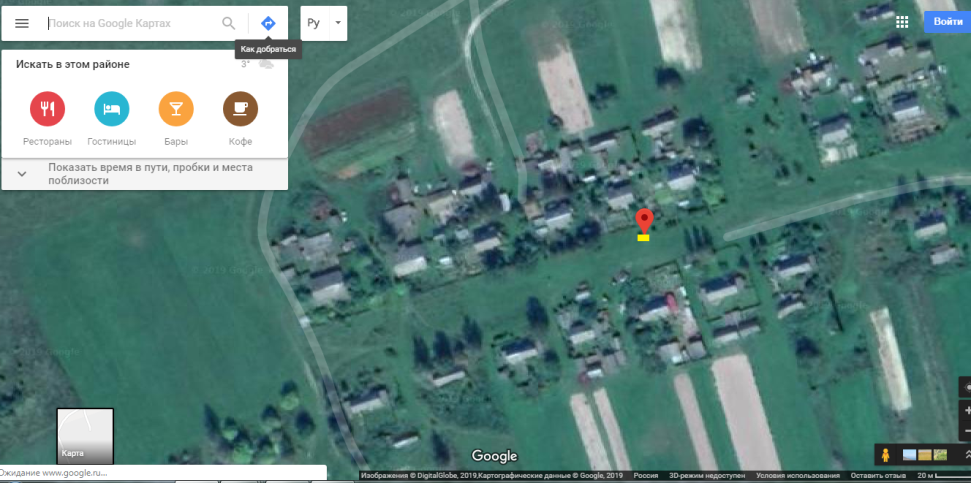 Поиск на Google Картах
Ру
Войти
Как добраться
Искать в этом районе
3°
Рестораны
Гостиницы
Бары
Кофе
Показать время в пути, пробки и места
поблизости
© 2019 Google
Google
Карта
Google
Ожидание www.google.ru...
Изображения © DigitalGlobe, 2019,Картографические данные © Google, 2019 Россия 3D-режим недоступен Условия использования Оставить отзыв 20 м